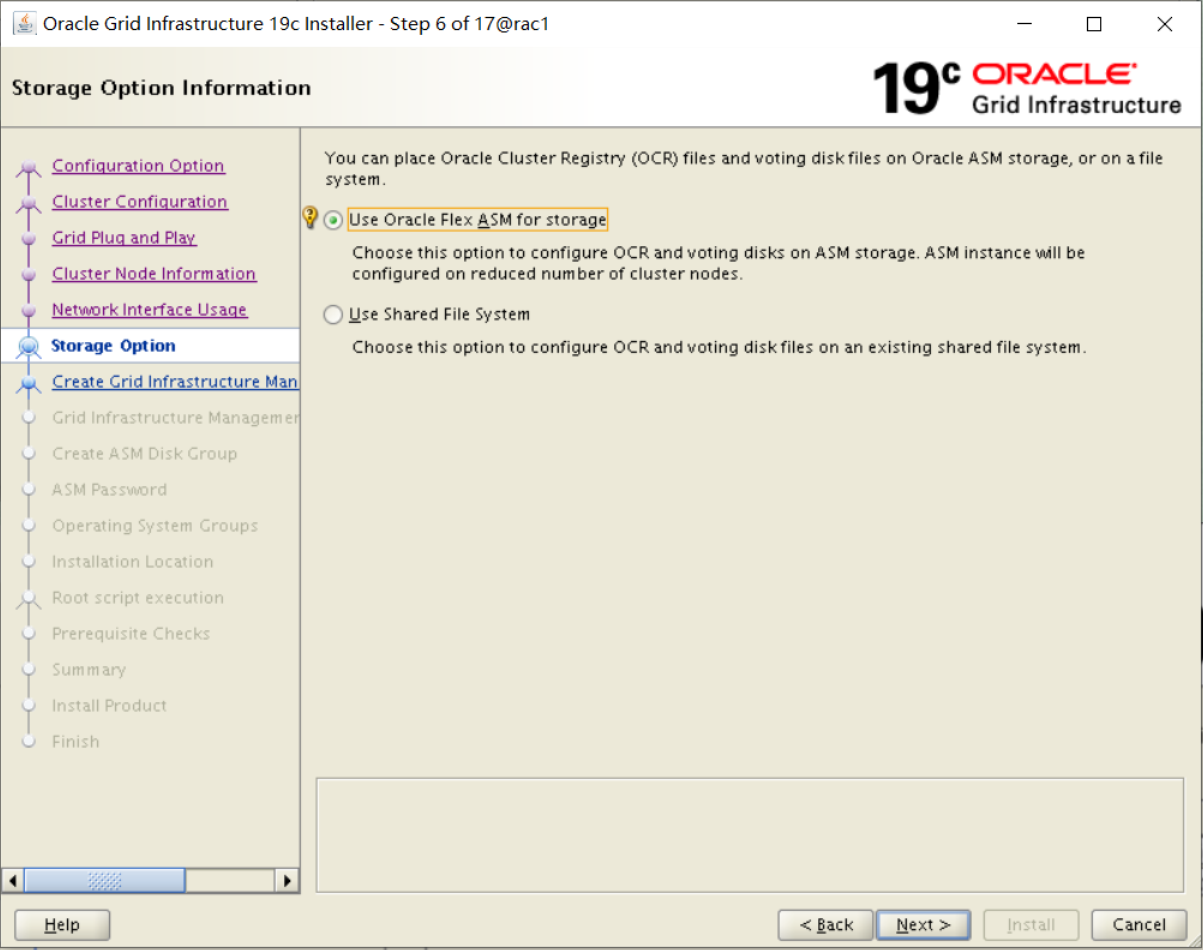 Oracle Grid Infrastructure 19c Installer - Step 6 of 17@rac1
Storage Option Information
19c ORACLE
Grid Infrastructure
Configuration Option
Cluster Configuration
Grid Plug and Play
Cluster Node Information
Network Interface Usage
Storage Option
Create Grid Infrastructure Man
Grid Infrastructure Managemer
Create ASM Disk Group
ASM Password
Operating System Groups
Installation Location
Root script execution
Prerequisite Checks
Summary
Install Product
Finish
You can place Oracle Cluster Registry (OCR) files and voting disk files on Oracle ASM storage, or on a file
system.
Use Oracle Flex ASM for storage
Choose this option to configure OCR and voting disks on ASM storage. ASM instance will be
configured on reduced number of cluster nodes.
Use Shared File System
Choose this option to configure OCR and voting disk files on an existing shared file system.
Help
< Back
Next >
Install
Cancel